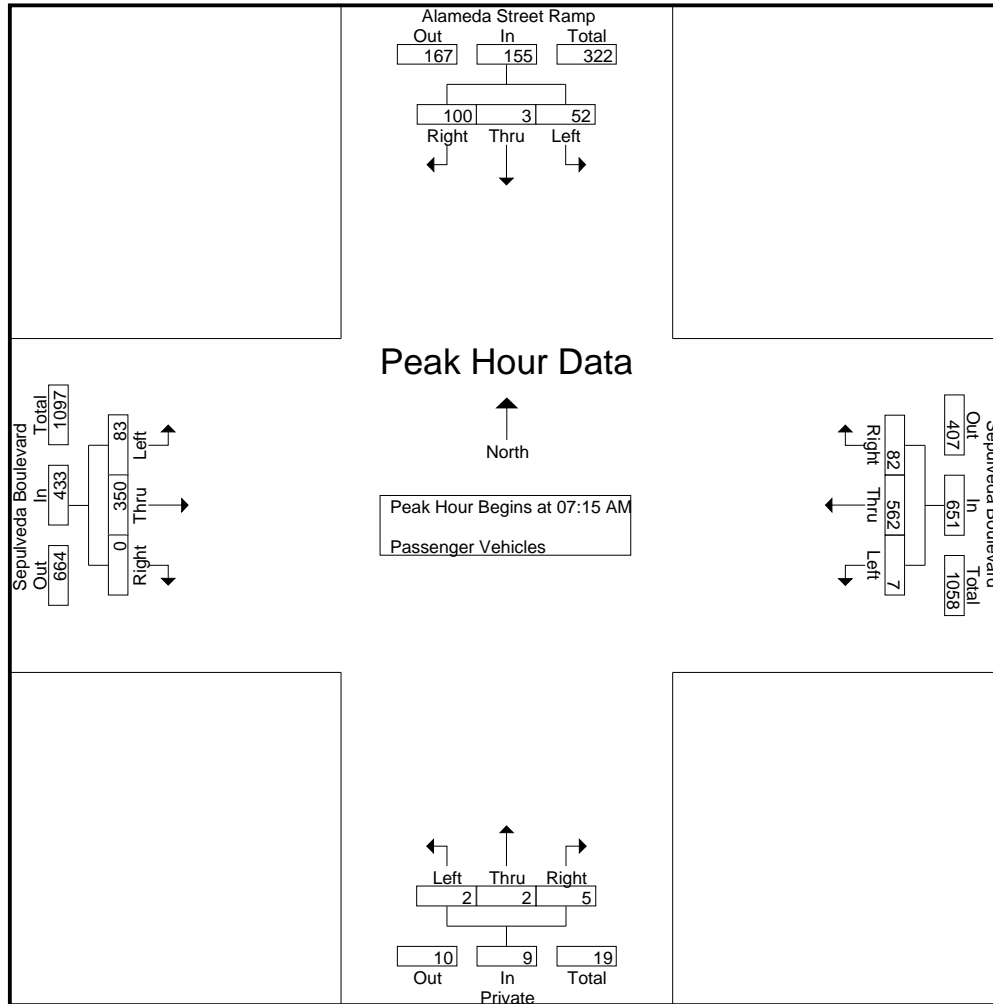 Alameda Street Ramp
Out In Total
167 155 322
100 3 52
Right Thru Left
Peak Hour Data
North
Peak Hour Begins at 07:15 AM
Passenger Vehicles
Sepulveda Boulevard
Total In Out
1097 433 664
83 350 0
Left Thru Right
Right Thru Left
82 562 7
Out In Total
407 651 1058
Sepulveda Boulevard
Left Thru Right
2 2 5
10 9 19
Out In Total
Private